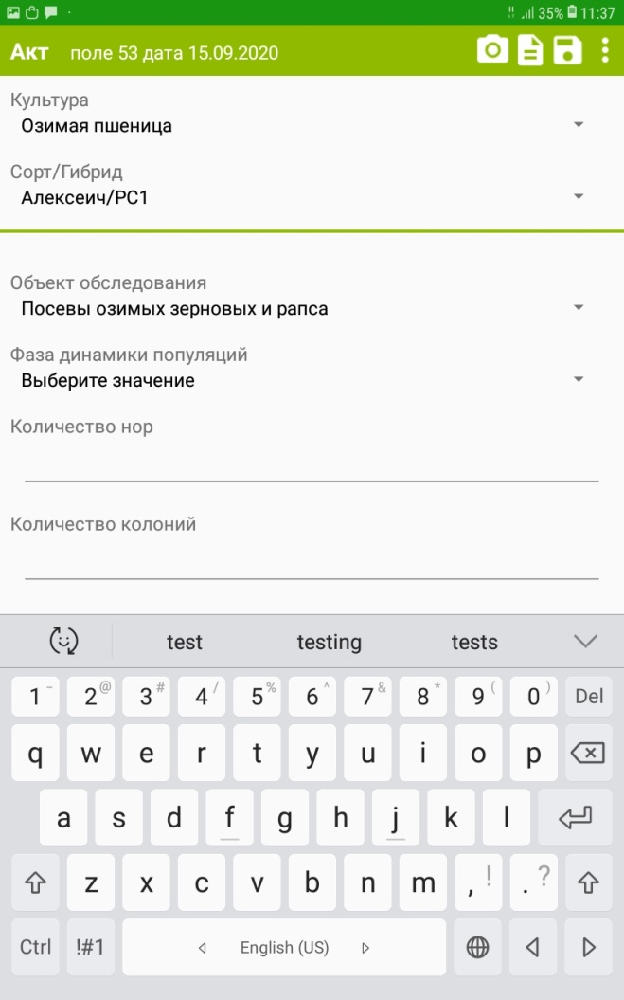 35% 11:37
Акт поле 53 дата 15.09.2020
Культура
Озимая пшеница
Сорт/Гибрид
Алексеич/РС1
Объект обследования
Посевы озимых зерновых и рапса
Фаза динамики популяций
Выберите значение
Количество нор
Количество колоний
test testing tests
1 - 2 @ 3 # 4 / 5 % 6 ^ 7 & 8 * 9 ( 0 ) Del
q w e r t y u i o p
a s d f g h j k l
z x c v b n m , ! . ?
Ctrl !#1 English (US)